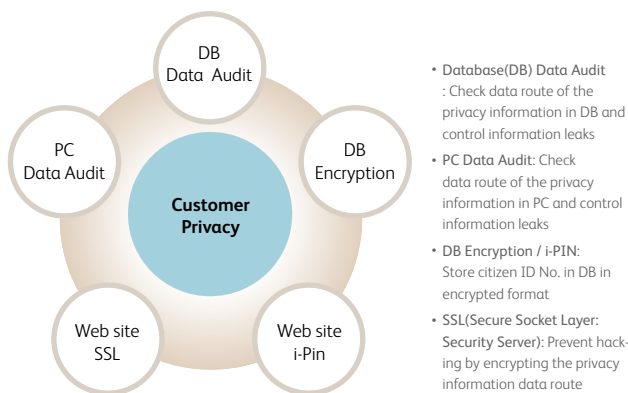 DB
Data Audit
PC
Data Audit
DB
Encryption
Customer
Privacy
Web site
SSL
Web site
i-Pin
• Database(DB) Data Audit
: Check data route of the
privacy information in DB and
control information leaks
• PC Data Audit: Check
data route of the privacy
information in PC and control
information leaks
• DB Encryption / i-PIN:
Store citizen ID No. in DB in
encrypted format
• SSL(Secure Socket Layer:
Security Server): Prevent hack-
ing by encrypting the privacy
information data route